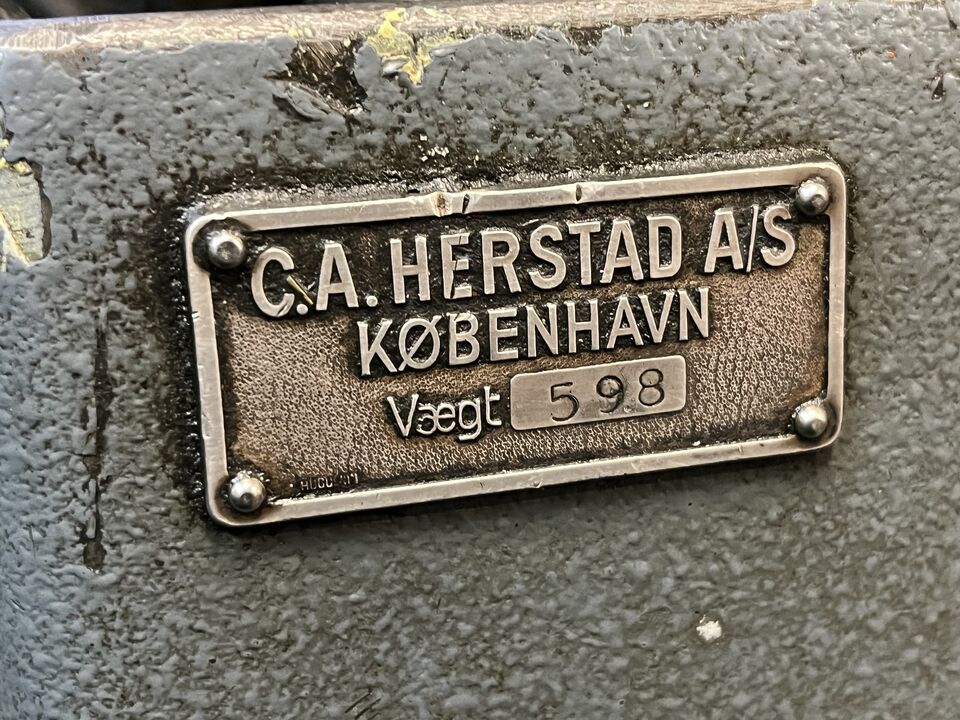 C.A. HERSTAD A/S
KØBENHAVN
Vægt 598